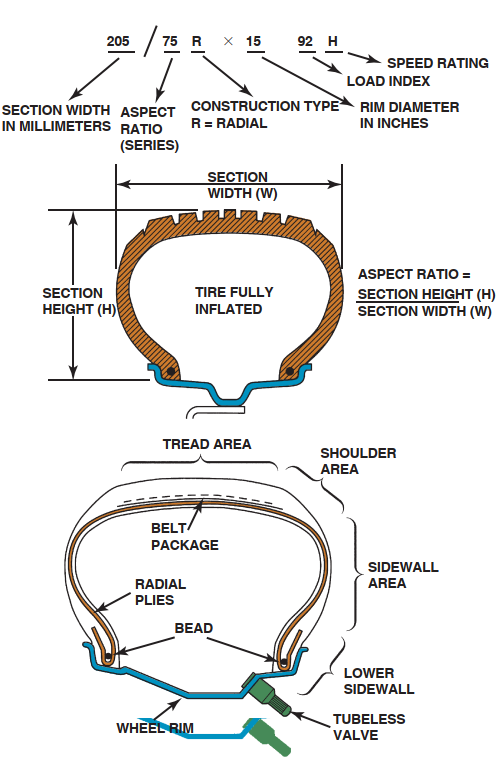 205 / 75 R × 15 92 H
SPEED RATING
LOAD INDEX
SECTION WIDTH
IN MILLIMETERS
ASPECT
RATIO
(SERIES)
CONSTRUCTION TYPE
R = RADIAL
RIM DIAMETER
IN INCHES
SECTION
WIDTH (W)
SECTION
HEIGHT (H)
TIRE FULLY
INFLATED
ASPECT RATIO =
SECTION HEIGHT (H)
SECTION WIDTH (W)
TREAD AREA
SHOULDER
AREA
BELT
PACKAGE
RADIAL
PLIES
SIDEWALL
AREA
BEAD
LOWER
SIDEWALL
WHEEL RIM
TUBELESS
VALVE